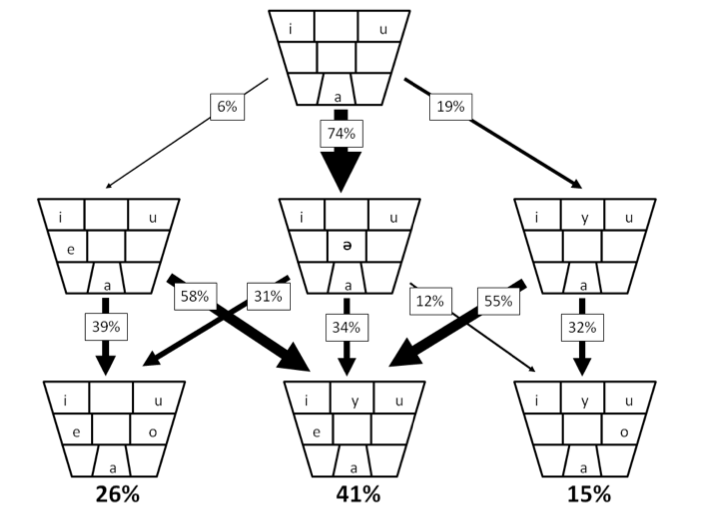 i u
a
6% 74% 19%
i u i u i y u
e ə
a a a
58% 31% 12% 55%
39% 34% 32%
i u i y u i y u
e o e o
a a a
26% 41% 15%